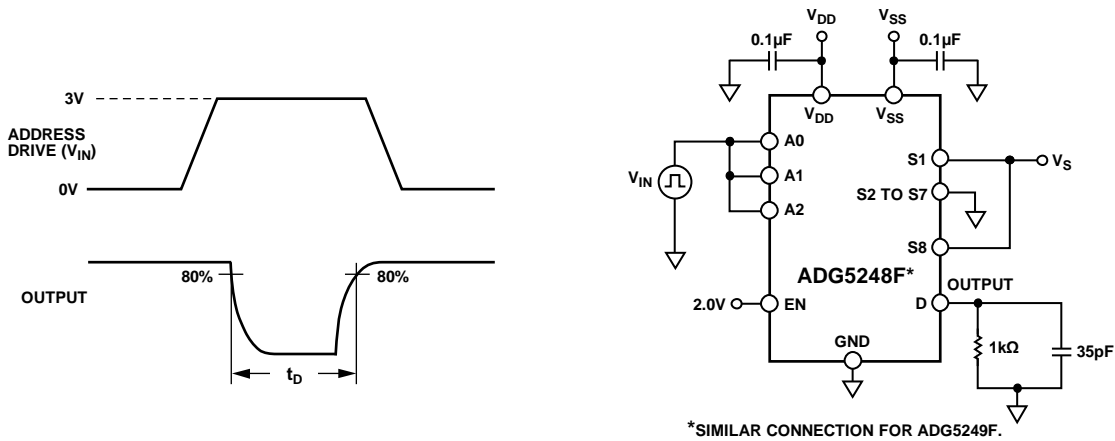 3V
ADDRESS
DRIVE (VIN)
0V
80%
80%
OUTPUT
tD
VDD
VSS
0.1µF
0.1µF
VDD
VSS
A0
A1
A2
VIN
S1
VS
S2 TO S7
S8
ADG5248F*
OUTPUT
2.0V
EN
D
GND
1kΩ
35pF
*SIMILAR CONNECTION FOR ADG5249F.